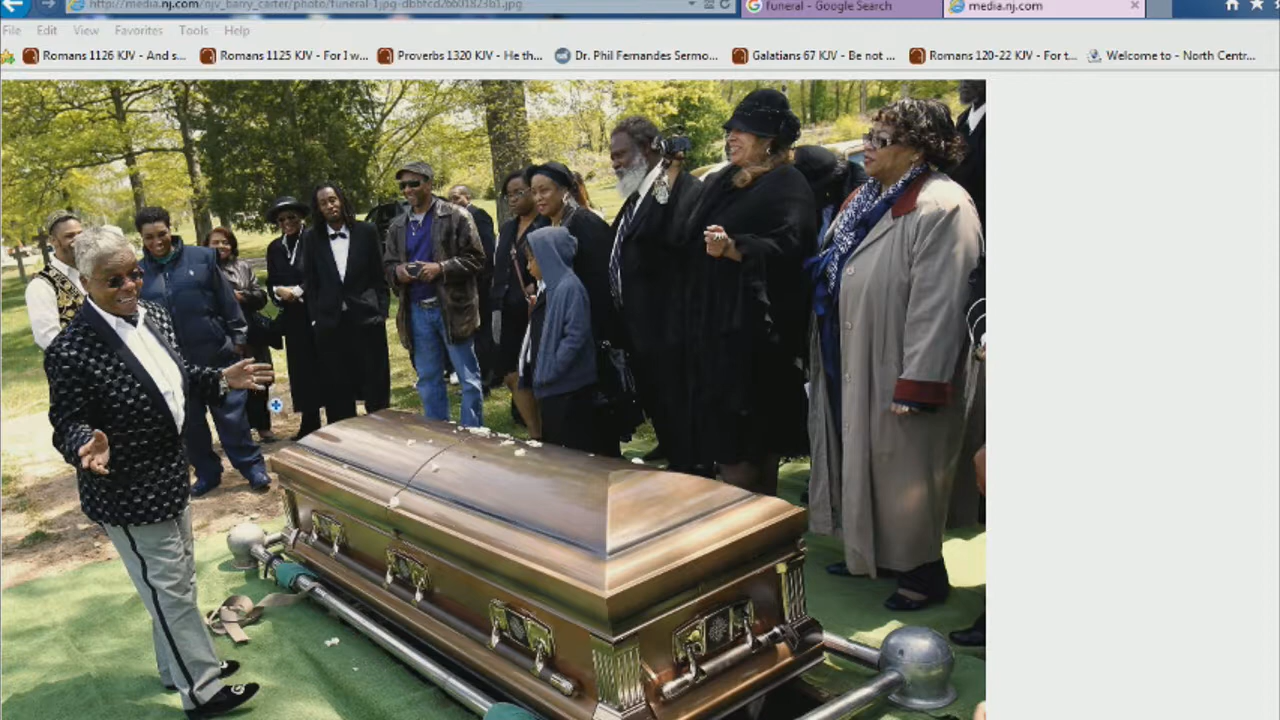 http://media.nj.com/njv_barry_carter/photo/funeral-1jpg-dbbfcd26601823b1.jpg
funeral - Google Search
media.nj.com
File Edit View Favorites Tools Help
Romans 1126 KJV - And s... Romans 1125 KJV - For I w... Proverbs 1320 KJV - He th... Dr. Phil Fernandes Sermo... Galatians 67 KJV - Be not ... Romans 120-22 KJV - For t... Welcome to - North Centr...